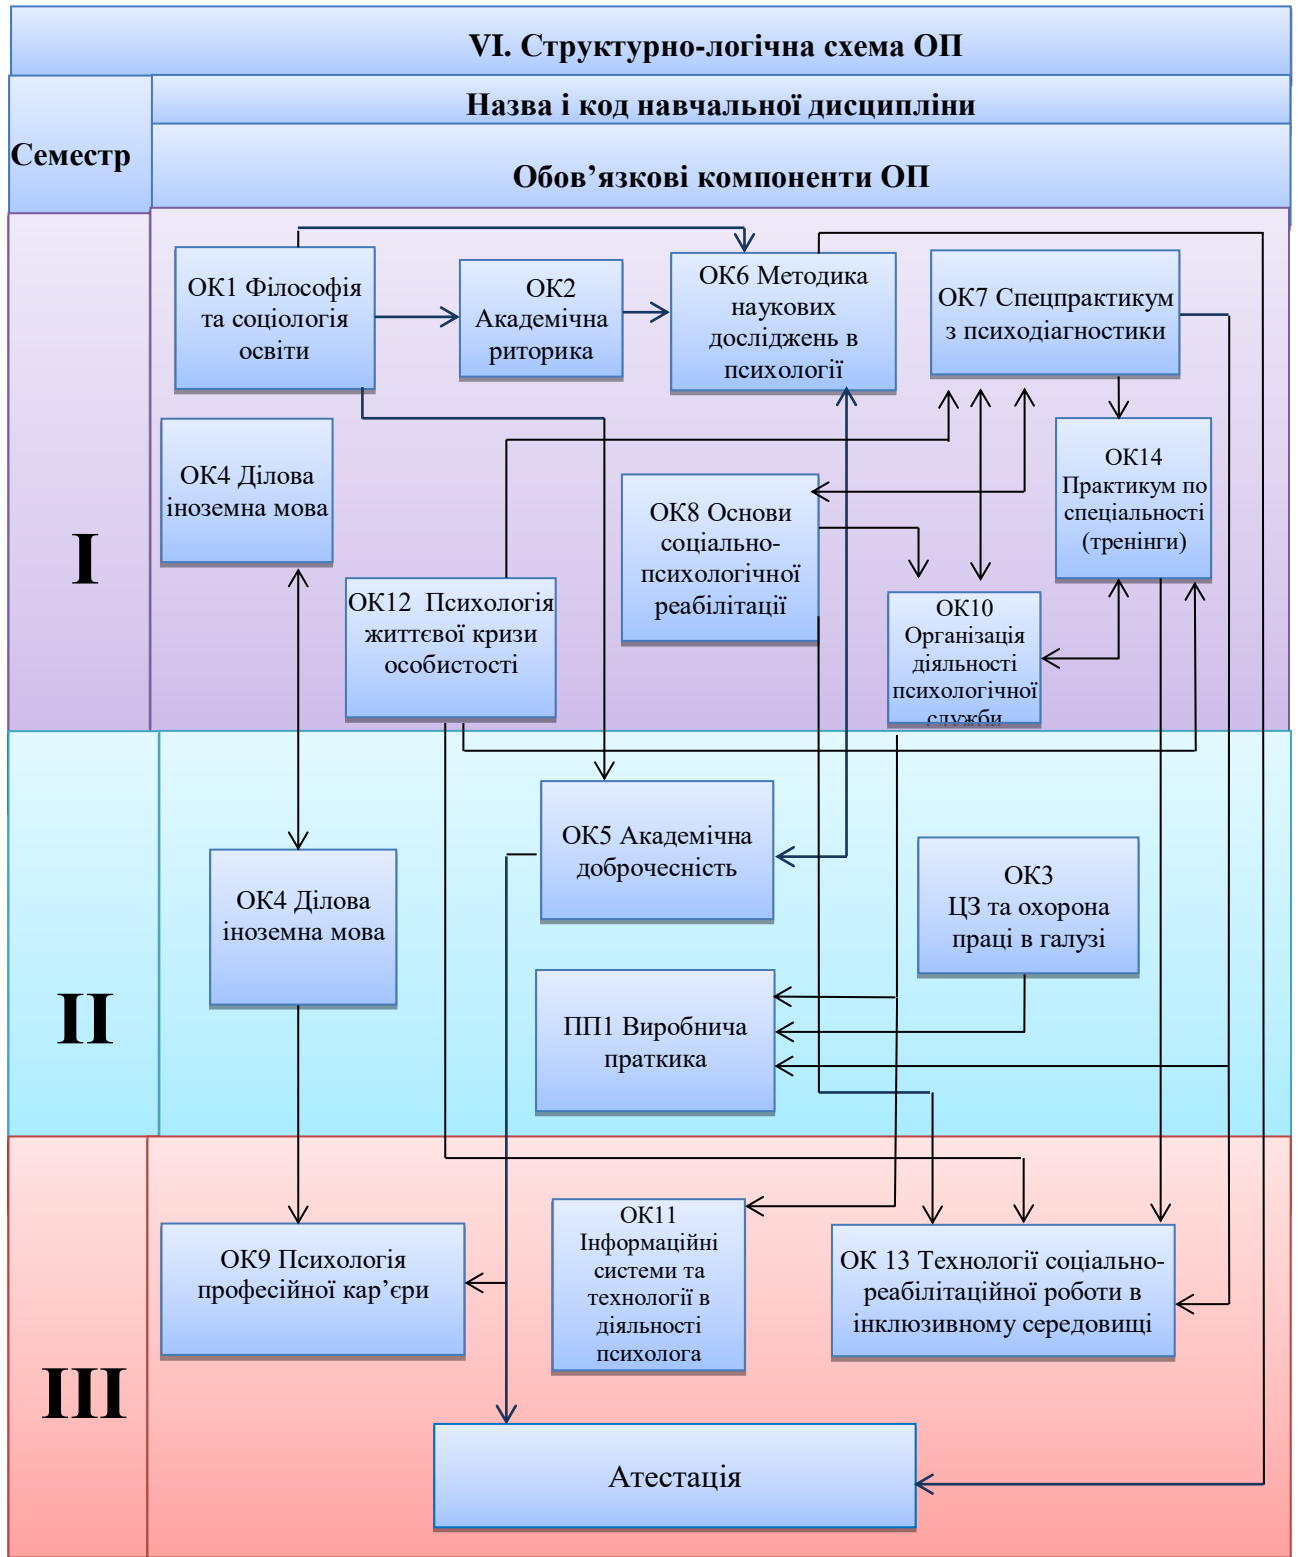 VI. Структурно-логічна схема ОП
Назва і код навчальної дисципліни
Семестр
Обов’язкові компоненти ОП
I
ОК1 Філософія
та соціологія
освіти
ОК2
Академічна
риторика
ОК6 Методика
наукових
досліджень в
психології
ОК7 Спецпрактикум
з психодіагностики
ОК4 Ділова
іноземна мова
ОК12  Психологія
життєвої кризи
особистості
ОК8 Основи
соціально-
психологічної
реабілітації
ОК14
Практикум по
спеціальності
(тренінги)
ОК10
Організація
діяльності
психологічної
служби
II
ОК4 Ділова
іноземна мова
ОК5 Академічна
доброчесність
ОК3
ЦЗ та охорона
праці в галузі
ПП1 Виробнича
праткика
III
ОК9 Психологія
професійної кар’єри
ОК11
Інформаційні
системи та
технології в
діяльності
психолога
ОК 13 Технології соціально-
реабілітаційної роботи в
інклюзивному середовищі
Атестація